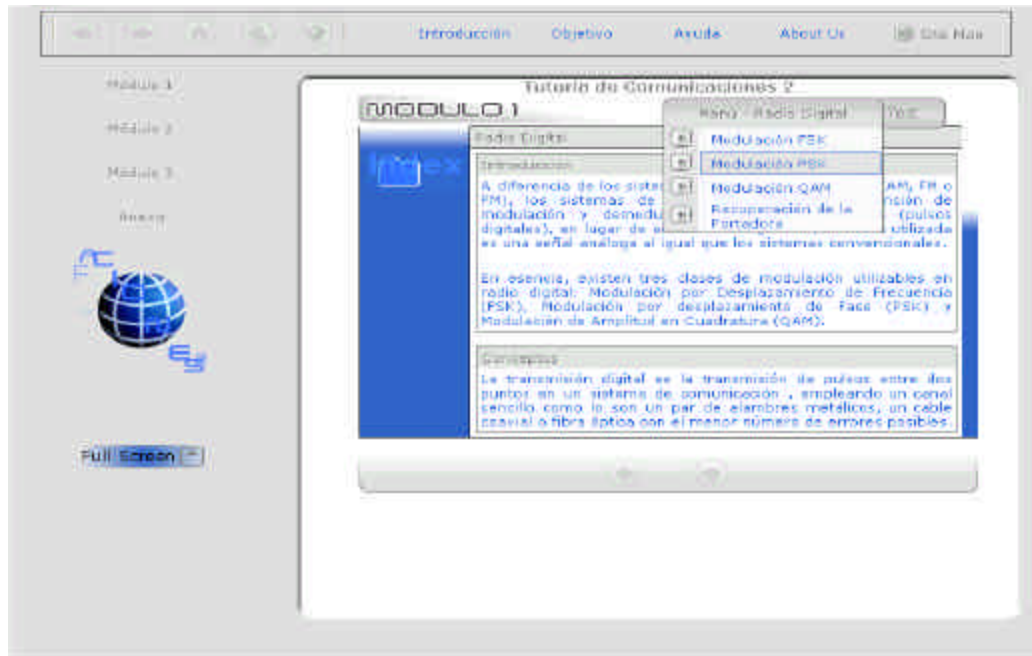 Introducción Objetivo Ayuda About Us Site Map
Módulo 1
Módulo 2
Módulo 3
Anexo
Full Screen
Tutoría de Comunicaciones 2
MODULO 1
Menú - Radio Digital
Test
Modulación FSK
Modulación PSK
Modulación QAM
Recuperación de la
Portadora
Index
Radio Digital
Introducción
A diferencia de los AM, FM o
PM), los sistemas de
modulación y (pulsos
digitales), en lugar de utilizada
es una señal análoga al igual que los sistemas convencionales.
En esencia, existen tres clases de modulación utilizables en
radio digital: Modulación por Desplazamiento de Frecuencia
(FSK), Modulación por desplazamiento de Fase (PSK) y
Modulación de Amplitud en Cuadratura (QAM).
Conceptos
La transmisión digital es la transmisión de pulsos entre dos
puntos en un sistema de comunicación , empleando un canal
sencillo como lo son un par de alambres metálicos, un cable
coaxial o fibra óptica con el menor número de errores posibles.